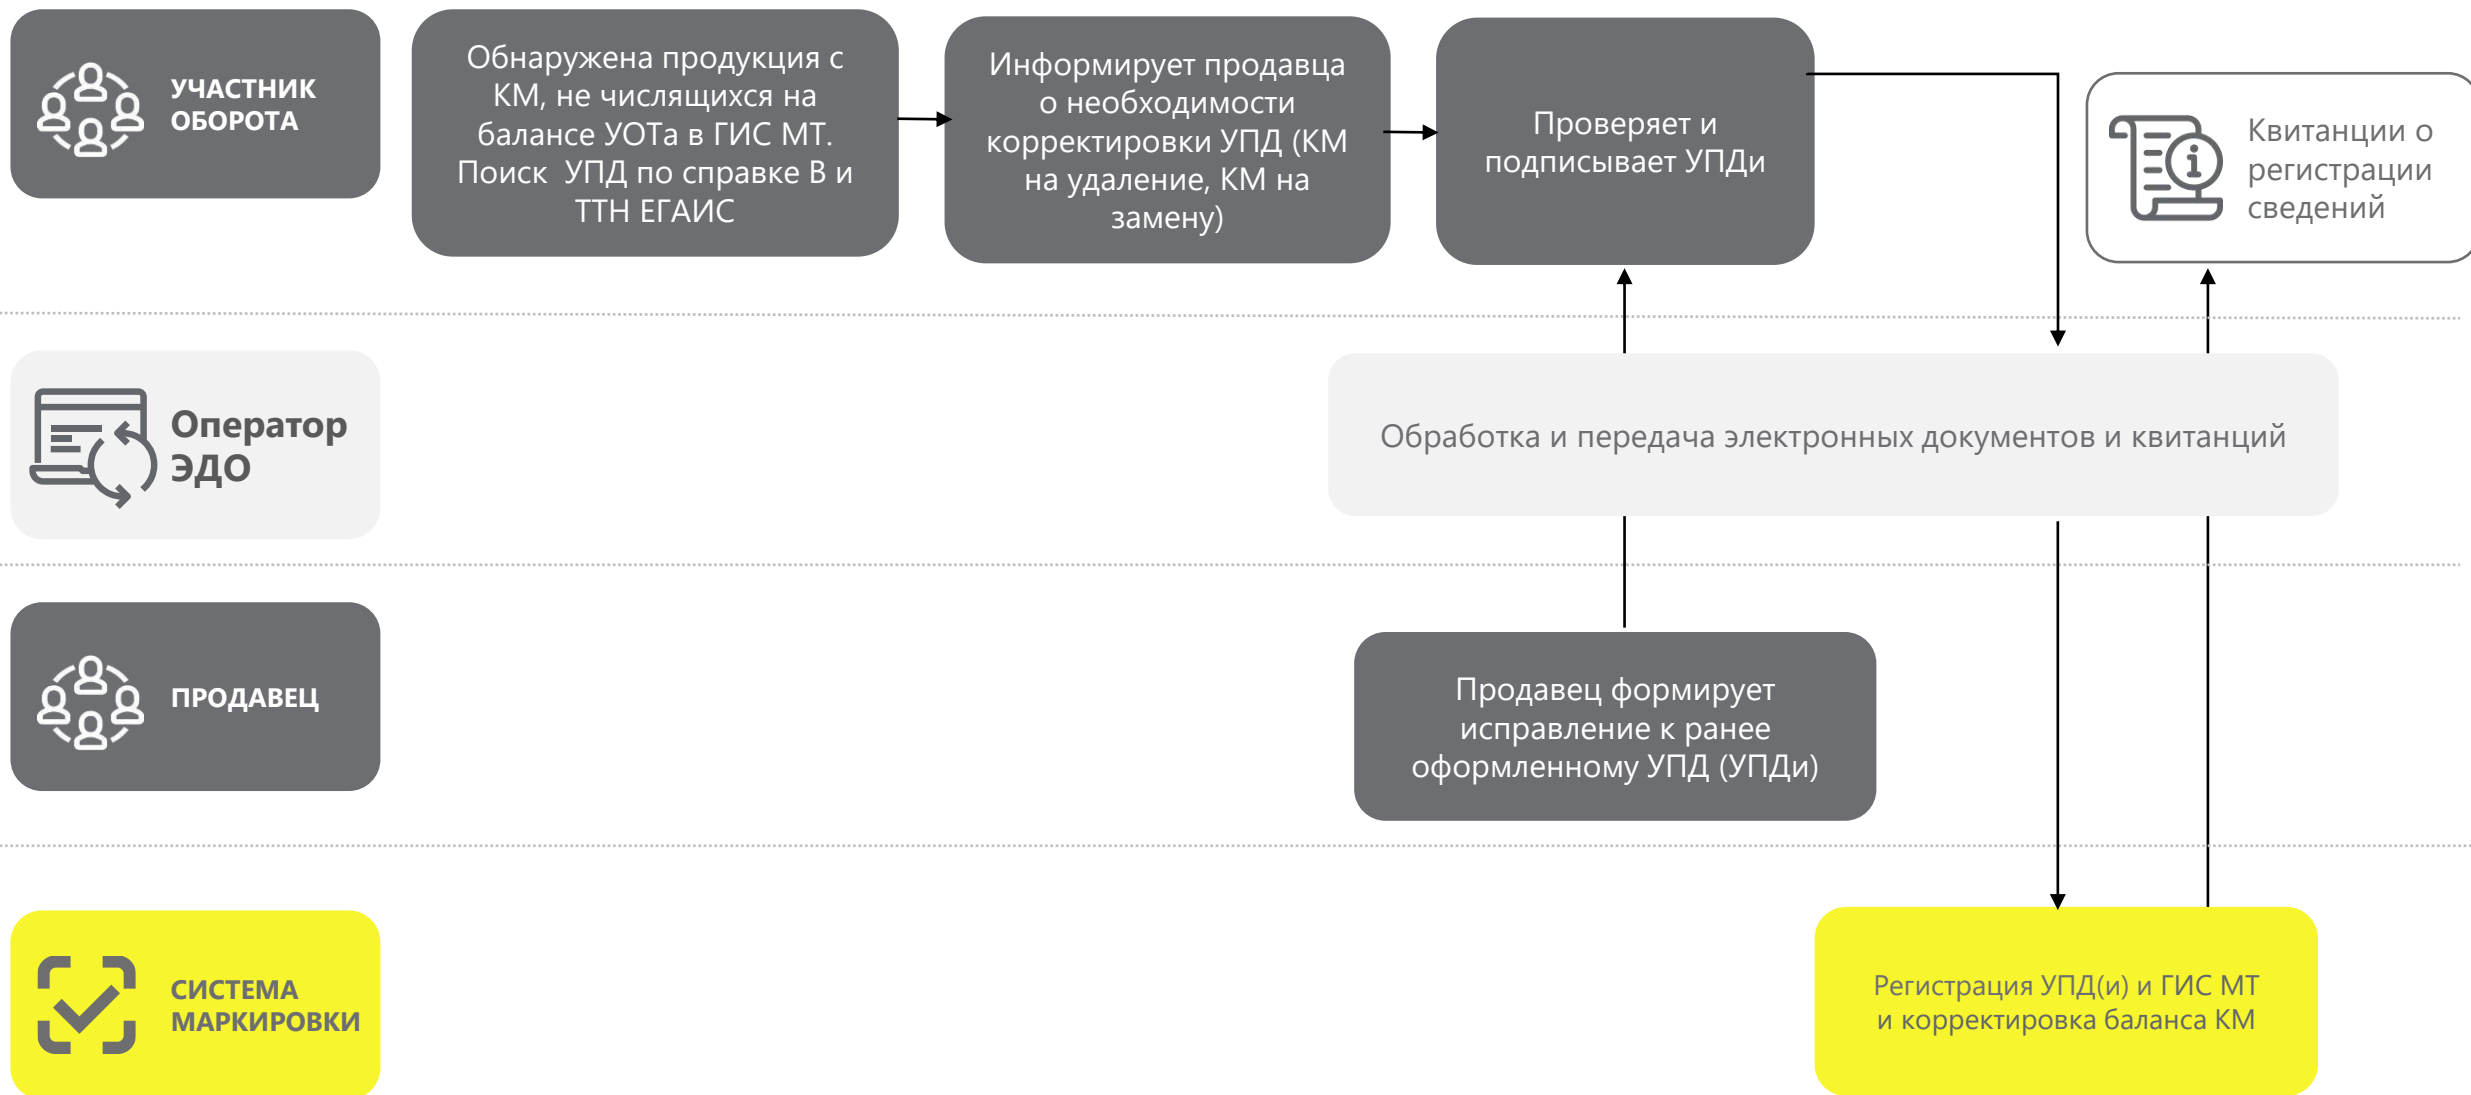 УЧАСТНИК
ОБОРОТА
Обнаружена продукция с
КМ, не числящихся на
балансе УОТа в ГИС МТ.
Поиск УПД по справке В и
ТТН ЕГАИС
Информирует продавца
о необходимости
корректировки УПД (КМ
на удаление, КМ на
замену)
Проверяет и
подписывает УПДи
Квитанции о
регистрации
сведений
Оператор
ЭДО
Обработка и передача электронных документов и квитанций
ПРОДАВЕЦ
Продавец формирует
исправление к ранее
оформленному УПД (УПДи)
СИСТЕМА
МАРКИРОВКИ
Регистрация УПД(и) и ГИС МТ
и корректировка баланса КМ